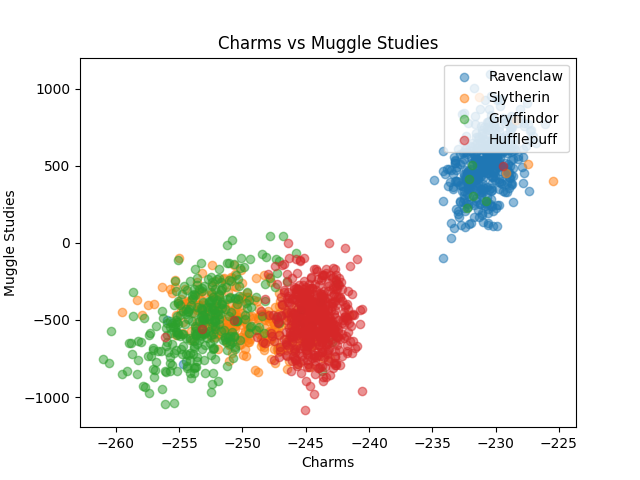 Charms vs Muggle Studies
Ravenclaw
Slytherin
Gryffindor
Hufflepuff
1000
500
0
−500
−1000
Muggle Studies
−260 −255 −250 −245 −240 −235 −230 −225
Charms